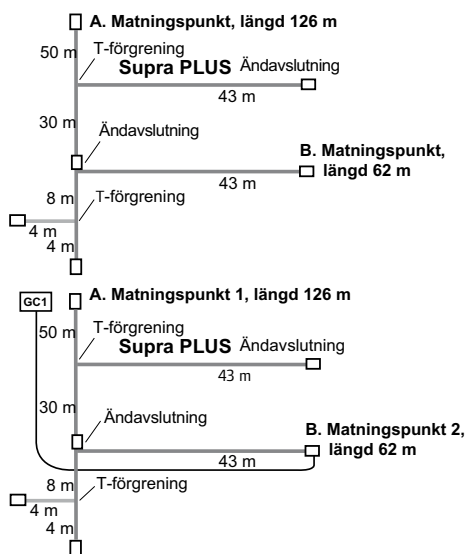 A. Matningspunkt, längd 126 m
50 m
T-förgrening
Supra PLUS Ändavslutning
43 m
30 m
Ändavslutning
B. Matningspunkt,
längd 62 m
43 m
8 m
T-förgrening
4 m
4 m
GC1
A. Matningspunkt 1, längd 126 m
50 m
T-förgrening
Supra PLUS Ändavslutning
43 m
30 m
Ändavslutning
B. Matningspunkt 2,
längd 62 m
43 m
8 m
T-förgrening
4 m
4 m